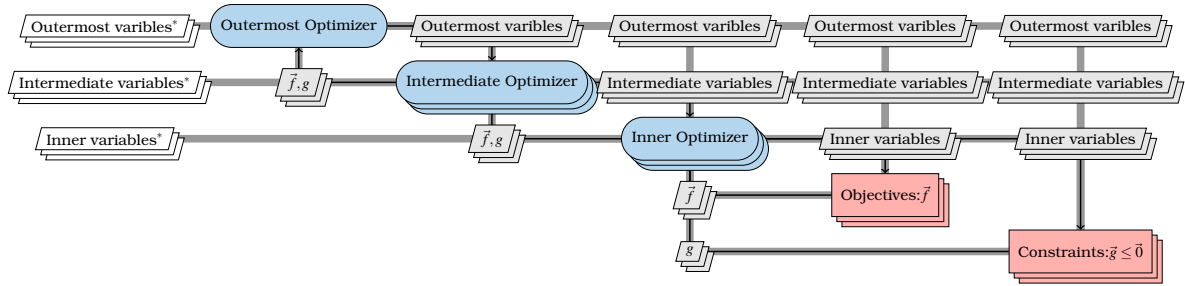 Outermost varibles* Outermost Optimizer Outermost varibles Outermost varibles Outermost varibles Outermost varibles
Intermediate variables* f⃗,g Intermediate Optimizer Intermediate variables Intermediate variables Intermediate variables
Inner variables* f⃗,g Inner Optimizer Inner variables Inner variables
f⃗ Objectives:f⃗
g Constraints:g⃗ ≤ 0⃗